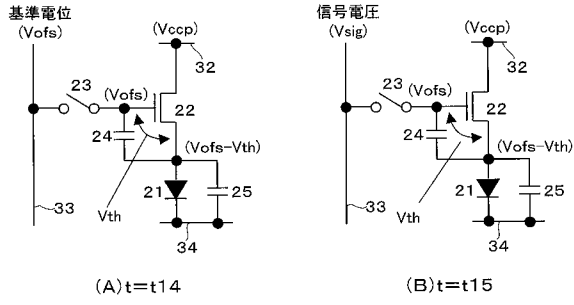 基準電位
(Vofs)
(Vccp)
32
23
(Vofs)
22
24
(Vofs-Vth)
21
25
Vth
33
34
(A)t=t14
信号電圧
(Vsig)
(Vccp)
32
23
(Vofs)
22
24
(Vofs-Vth)
21
25
Vth
33
34
(B)t=t15